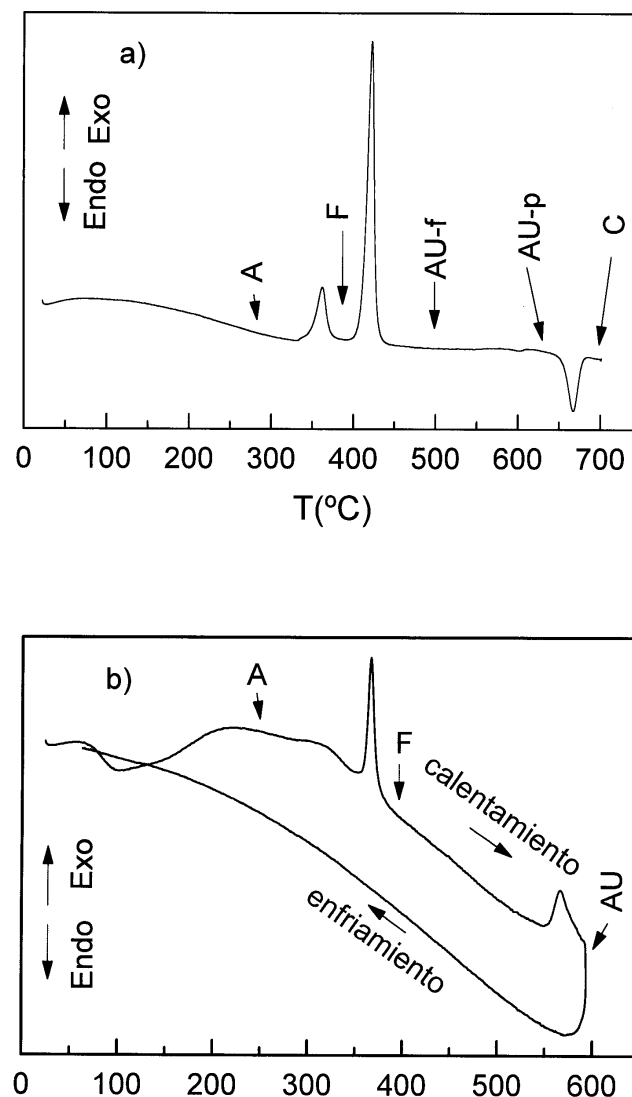 a)
Endo Exo
A
F
AU-f
AU-p
C
0 100 200 300 400 500 600 700
T(ºC)
b)
Endo Exo
A
F
calentamiento
enfriamiento
AU
0 100 200 300 400 500 600